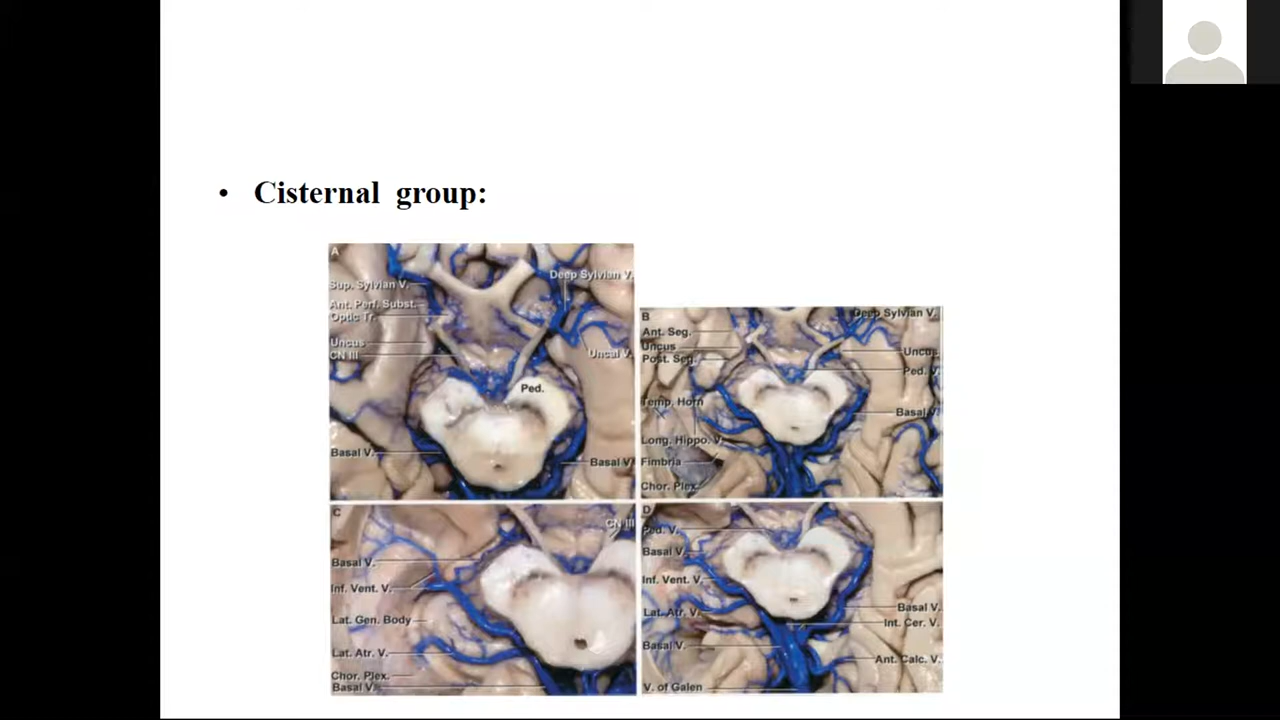 • Cisternal group:
A
Deep Sylvian V.
Sup. Sylvian V.
Ant. Perf. Subst.
Optic Tr.
Uncus
CN III
Uncal V.
Ped.
Basal V.
Basal V
B
Deep Sylvian V.
Ant. Seg.
Uncus
Post. Seg.
Uncus
Ped. V.
Temp. Horn
Basal V.
Long. Hippo. V.
Fimbria
Chor. Plex.
C
CN III
Basal V.
Inf. Vent. V.
Lat. Gen. Body
Lat. Atr. V.
Chor. Plex.
Basal V.
D
Ped. V.
Basal V.
Inf. Vent. V.
Lat. Atr. V.
Basal V.
Int. Cer. V.
Basal V.
Ant. Calc. V.
V. of Galen